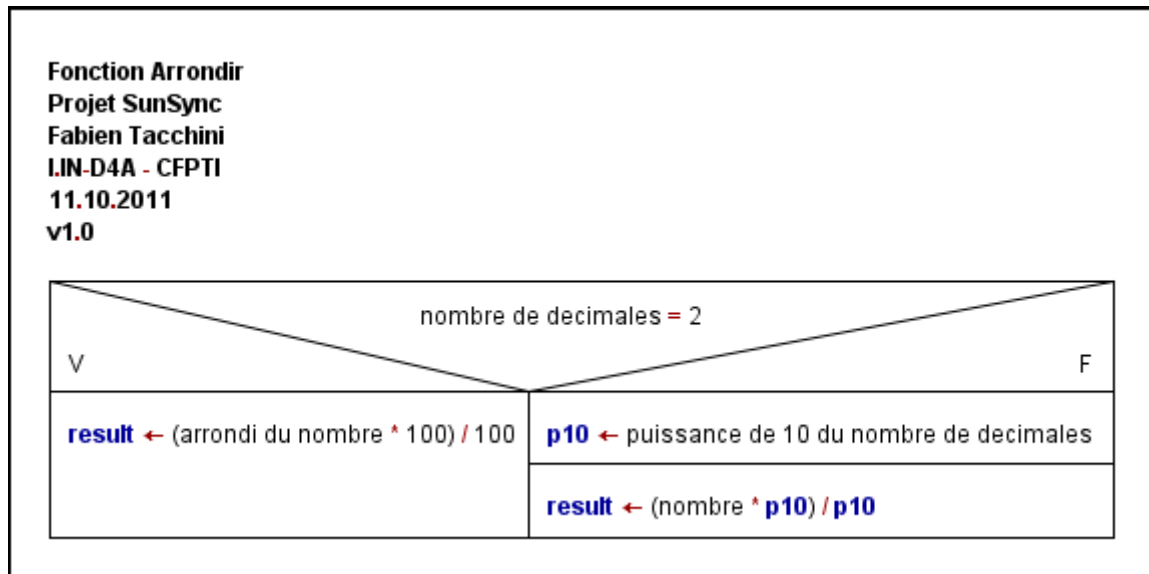 Fonction Arrondir
Projet SunSync
Fabien Tacchini
I.IN-D4A - CFPTI
11.10.2011
v1.0
nombre de decimales = 2
V
F
result ← (arrondi du nombre * 100) / 100
p10 ← puissance de 10 du nombre de decimales
result ← (nombre * p10) / p10